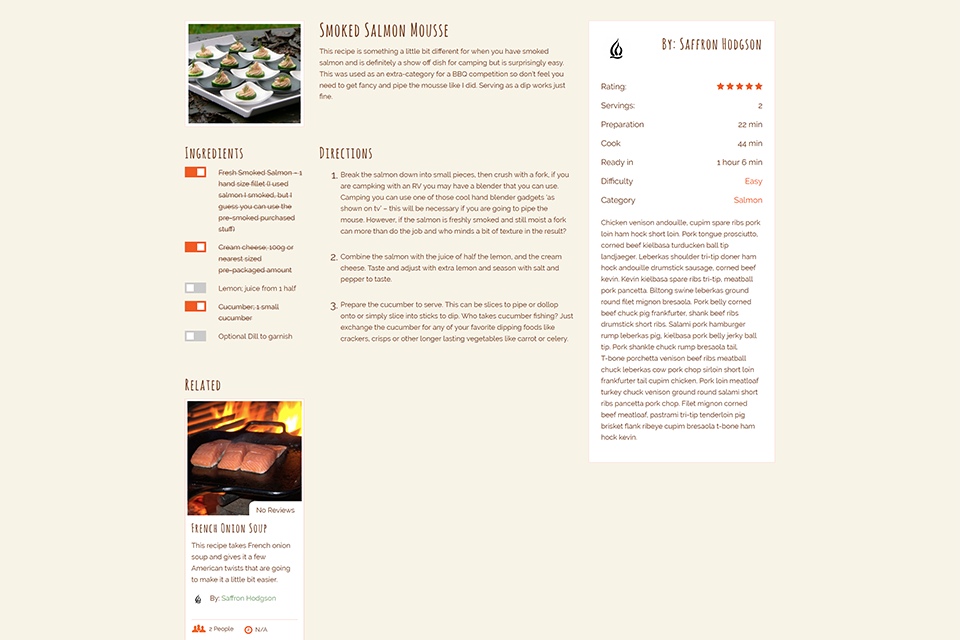 Smoked Salmon Mousse
This recipe is something a little bit different for when you have smoked
salmon and is definitely a show off dish for camping but is surprisingly easy.
This was used as an extra-category for a BBQ competition so don't feel you
need to get fancy and pipe the mousse like I did. Serving as a dip works just
fine.
Ingredients
Fresh Smoked Salmon – 1
hand size fillet (I used
salmon I smoked, but I
guess you can use the
pre-smoked purchased
stuff)
Cream cheese; 100g or
nearest sized
pre-packaged amount
Lemon; juice from 1 half
Cucumber; 1 small
cucumber
Optional Dill to garnish
Directions
1. Break the salmon down into small pieces, then crush with a fork, if you
are campking with an RV you may have a blender that you can use.
Camping you can use one of those cool hand blender gadgets 'as
shown on tv' – this will be necessary if you are going to pipe the
mouse. However, if the salmon is freshly smoked and still moist a fork
can more than do the job and who minds a bit of texture in the result?
2. Combine the salmon with the juice of half the lemon, and the cream
cheese. Taste and adjust with extra lemon and season with salt and
pepper to taste.
3. Prepare the cucumber to serve. This can be slices to pipe or dollop
onto or simply slice into sticks to dip. Who takes cucumber fishing? Just
exchange the cucumber for any of your favorite dipping foods like
crackers, crisps or other longer lasting vegetables like carrot or celery.
By: Saffron Hodgson
Rating:
Servings: 2
Preparation 22 min
Cook 44 min
Ready in 1 hour 6 min
Difficulty Easy
Category Salmon
Chicken venison andouille, cupim spare ribs pork
loin ham hock short loin. Pork tongue prosciutto,
corned beef kielbasa turducken ball tip
landjaeger. Leberkas shoulder tri-tip doner ham
hock andouille drumstick sausage, corned beef
kevin. Kevin kielbasa spare ribs tri-tip, meatball
pork pancetta. Biltong swine leberkas ground
round filet mignon bresaola. Pork belly corned
beef chuck pig frankfurter, shank beef ribs
drumstick short ribs. Salami pork hamburger
rump leberkas pig, kielbasa pork belly jerky ball
tip. Pork shankle chuck rump bresaola tail.
T-bone porchetta venison beef ribs meatball
chuck leberkas cow pork chop sirloin short loin
frankfurter tail cupim chicken. Pork loin meatloaf
turkey chuck venison ground round salami short
ribs pancetta pork chop. Filet mignon corned
beef meatloaf, pastrami tri-tip tenderloin pig
brisket flank ribeye cupim bresaola t-bone ham
hock kevin.
Related
No Reviews
French Onion Soup
This recipe takes French onion
soup and gives it a few
American twists that are going
to make it a little bit easier.
By: Saffron Hodgson
2 People N/A